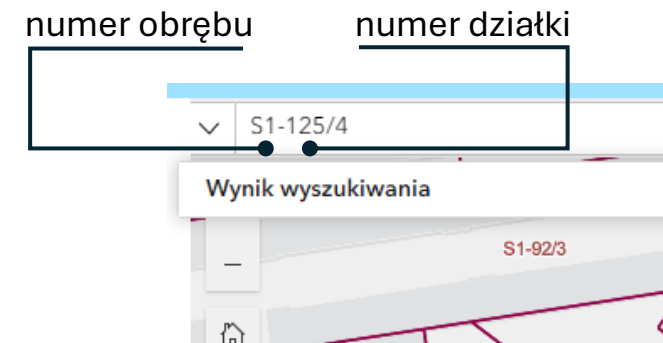 numer obrębu numer działki
S1-125/4
Wynik wyszukiwania
S1-92/3